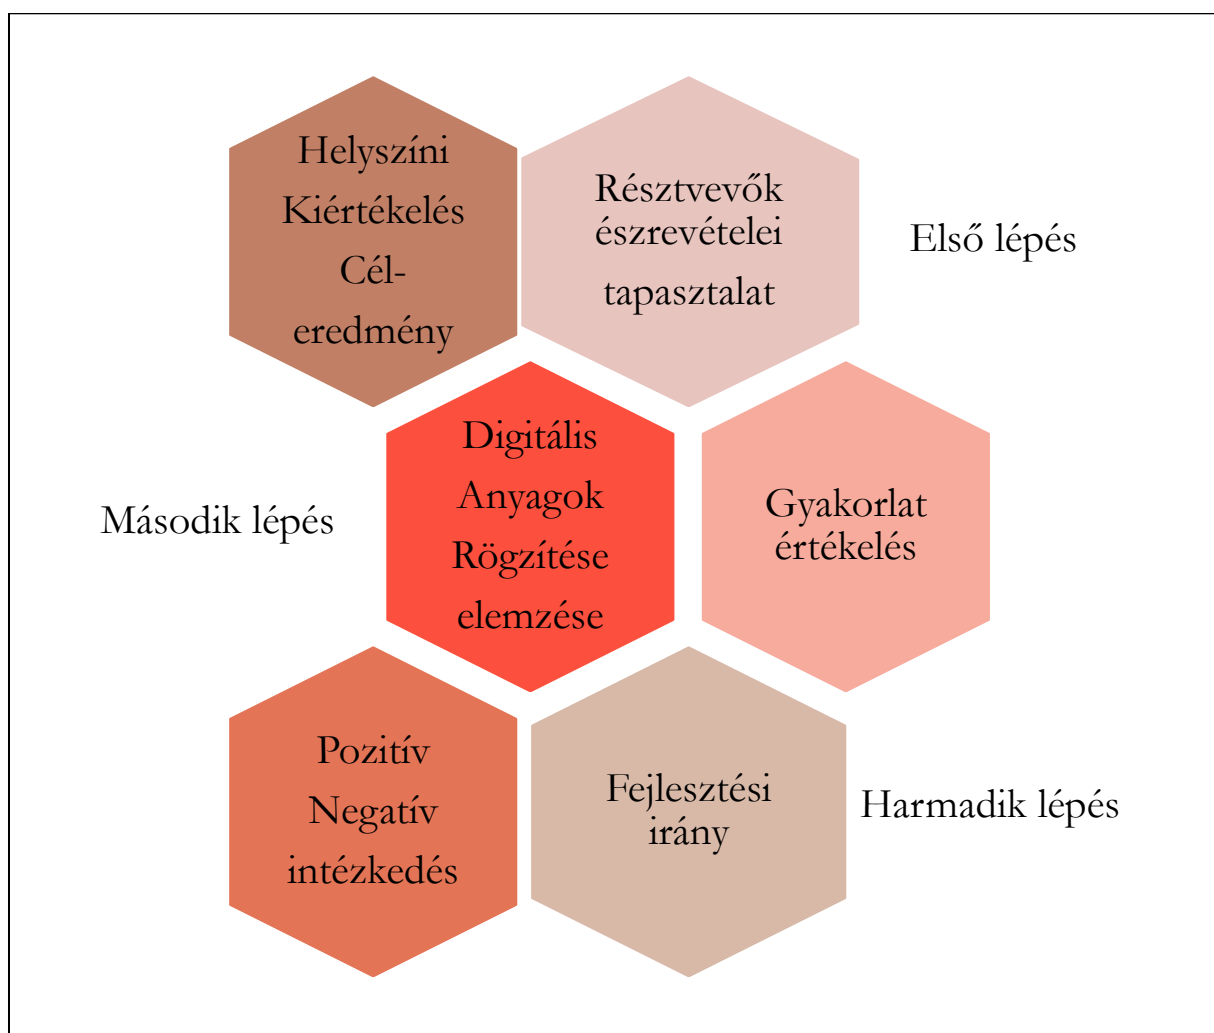 Helyszíni
Kiértékelés
Cél-
eredmény
Résztvevők
észrevételei
tapasztalat
Első lépés
Második lépés
Digitális
Anyagok
Rögzítése
elemzése
Gyakorlat
értékelés
Pozitív
Negatív
intézkedés
Fejlesztési
irány
Harmadik lépés